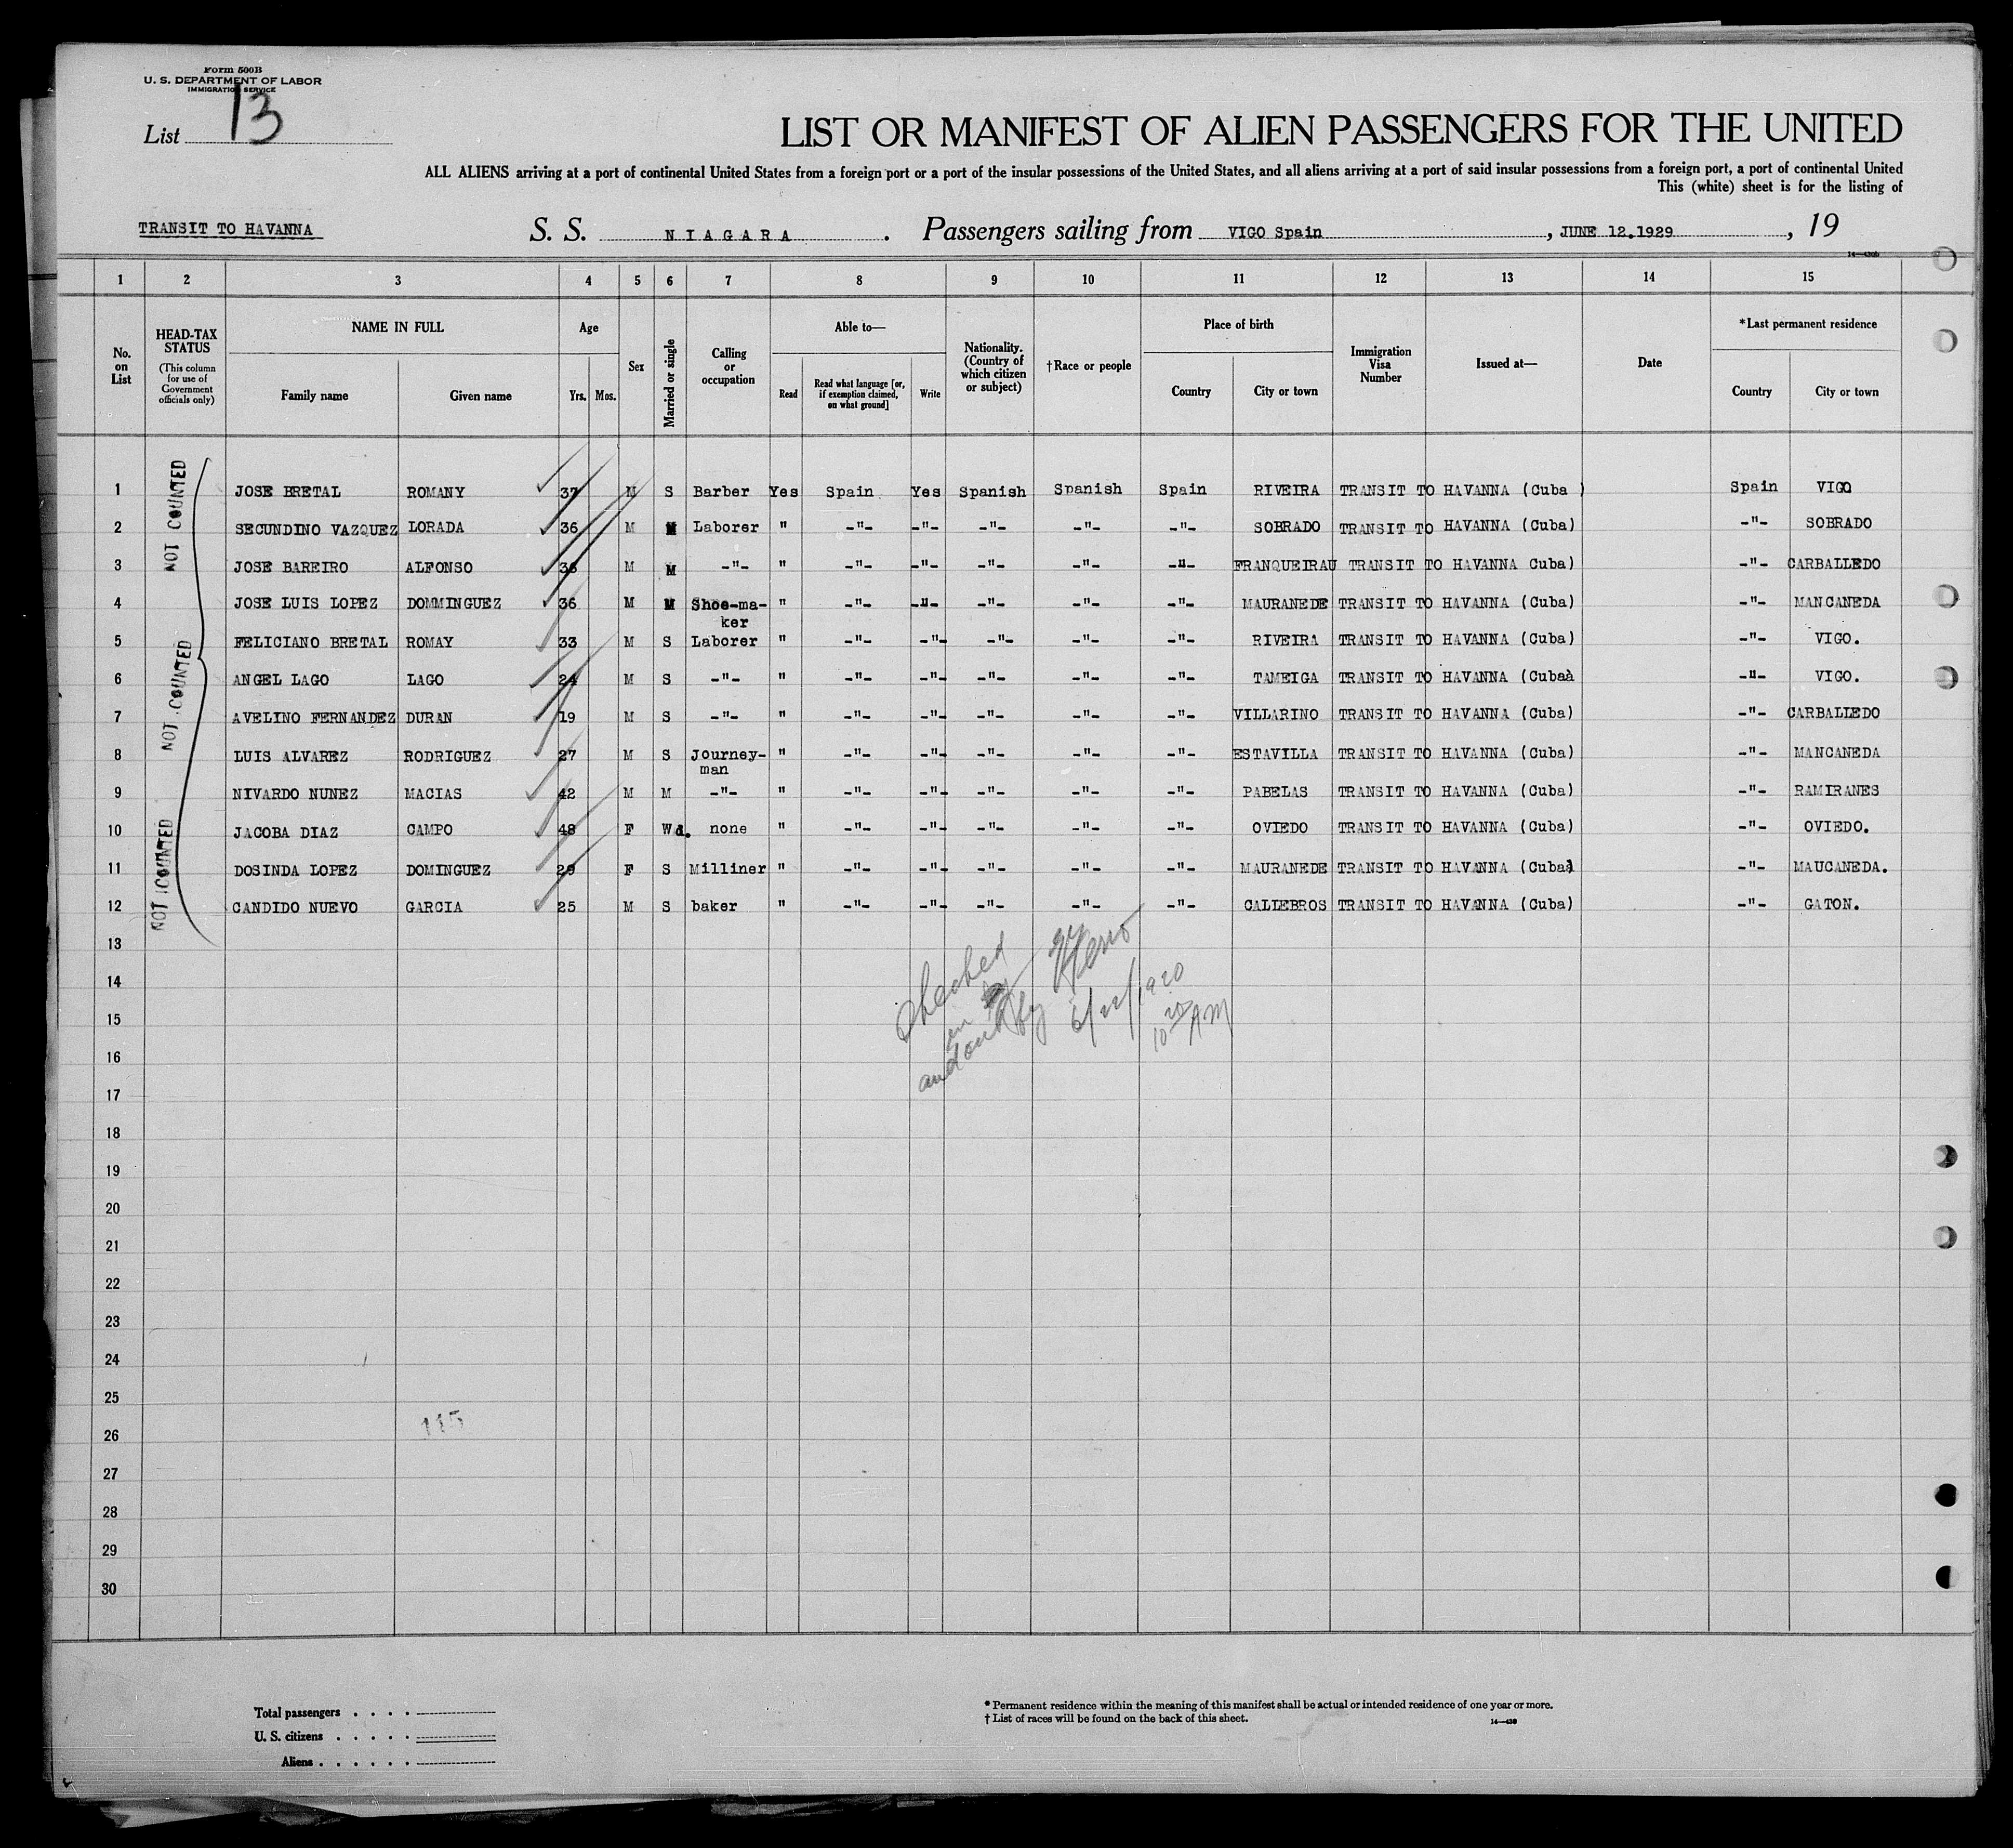 Form 500B
U. S. DEPARTMENT OF LABOR
IMMIGRATION SERVICE
List 13
LIST OR MANIFEST OF ALIEN PASSENGERS FOR THE UNITED
ALL ALIENS arriving at a port of continental United States from a foreign port or a port of the insular possessions of the United States, and all aliens arriving at a port of said insular possessions from a foreign port, a port of continental United
This (white) sheet is for the listing of
TRANSIT TO HAVANNA S. S. NIAGARA. Passengers sailing from VIGO Spain, JUNE 12.1929, 19
14—430b
1 2 3 4 5 6 7 8 9 10 11 12 13 14 15
No. on List
HEAD-TAX STATUS
(This column for use of Government officials only)
NAME IN FULL
Family name Given name
Age
Yrs. Mos.
Sex
Married or single
Calling or occupation
Able to—
Read Read what language [or, if exemption claimed, on what ground] Write
Nationality. (Country of which citizen or subject)
†Race or people
Place of birth
Country City or town
Immigration Visa Number
Issued at—
Date
*Last permanent residence
Country City or town
NOT COUNTED
NOT COUNTED
NOT COUNTED
1 JOSE BRETAL ROMANY 37 M S Barber Yes Spain Yes Spanish Spanish Spain RIVEIRA TRANSIT TO HAVANNA (Cuba ) Spain VIGO
2 SECUNDINO VAZQUEZ LORADA 36 M M Laborer " -"- -"- -"- -"- -"- SOBRADO TRANSIT TO HAVANNA (Cuba) -"- SOBRADO
3 JOSE BAREIRO ALFONSO 36 M M -"- " -"- -"- -"- -"- -"- FRANQUEIRAU TRANSIT TO HAVANNA Cuba) -"- CARBALLEDO
4 JOSE LUIS LOPEZ DOMMINGUEZ 36 M M Shoe-ma- " -"- -"- -"- -"- -"- MAURANEDE TRANSIT TO HAVANNA (Cuba) -"- MANCANEDA
ker
5 FELICIANO BRETAL ROMAY 33 M S Laborer " -"- -"- -"- -"- -"- RIVEIRA TRANSIT TO HAVANNA (Cuba) -"- VIGO.
6 ANGEL LAGO LAGO 24 M S -"- " -"- -"- -"- -"- -"- TAMEIGA TRANSIT TO HAVANNA (Cubaà -"- VIGO.
7 AVELINO FERNANDEZ DURAN 19 M S -"- " -"- -"- -"- -"- -"- VILLARINO TRANSIT TO HAVANNA (Cuba) -"- CARBALLEDO
8 LUIS ALVAREZ RODRIGUEZ 27 M S Journey- " -"- -"- -"- -"- -"- ESTAVILLA TRANSIT TO HAVANNA (Cuba) -"- MANCANEDA
man
9 NIVARDO NUNEZ MACIAS 42 M M -"- " -"- -"- -"- -"- -"- PABELAS TRANSIT TO HAVANNA (Cuba) -"- RAMIRANES
10 JACOBA DIAZ CAMPO 48 F Wd. none " -"- -"- -"- -"- -"- OVIEDO TRANSIT TO HAVANNA (Cuba) -"- OVIEDO.
11 DOSINDA LOPEZ DOMINGUEZ 29 F S Milliner " -"- -"- -"- -"- -"- MAURANEDE TRANSIT TO HAVANNA (Cuba) -"- MAUCANEDA.
12 CANDIDO NUEVO GARCIA 25 M S baker " -"- -"- -"- -"- -"- CALLEBROS TRANSIT TO HAVANNA (Cuba) -"- GATON.
13
14
15
16
17
18
19
20
21
22
23
24
25
26
27
28
29
30
Checked
in
and out by
10 20 AM
115
Total passengers . . . .
U. S. citizens . . . . .
Aliens . . . . . .
* Permanent residence within the meaning of this manifest shall be actual or intended residence of one year or more.
† List of races will be found on the back of this sheet.
14—430